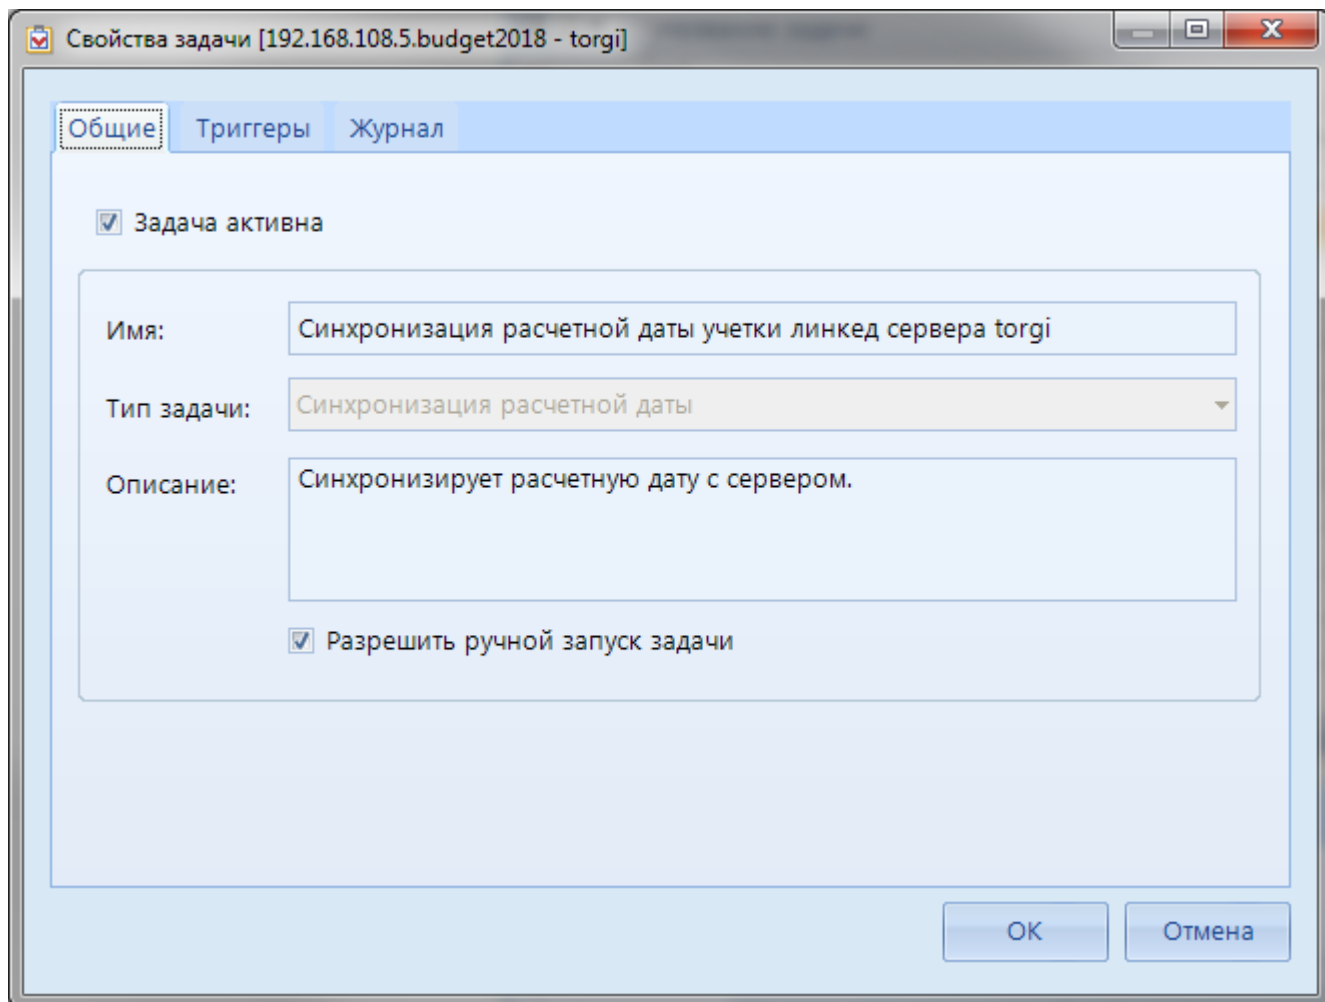 Свойства задачи [192.168.108.5.budget2018 - torgi]
Общие Триггеры Журнал
Задача активна
Имя: Синхронизация расчетной даты учетки линкед сервера torgi
Тип задачи: Синхронизация расчетной даты
Описание: Синхронизирует расчетную дату с сервером.
Разрешить ручной запуск задачи
ОК Отмена